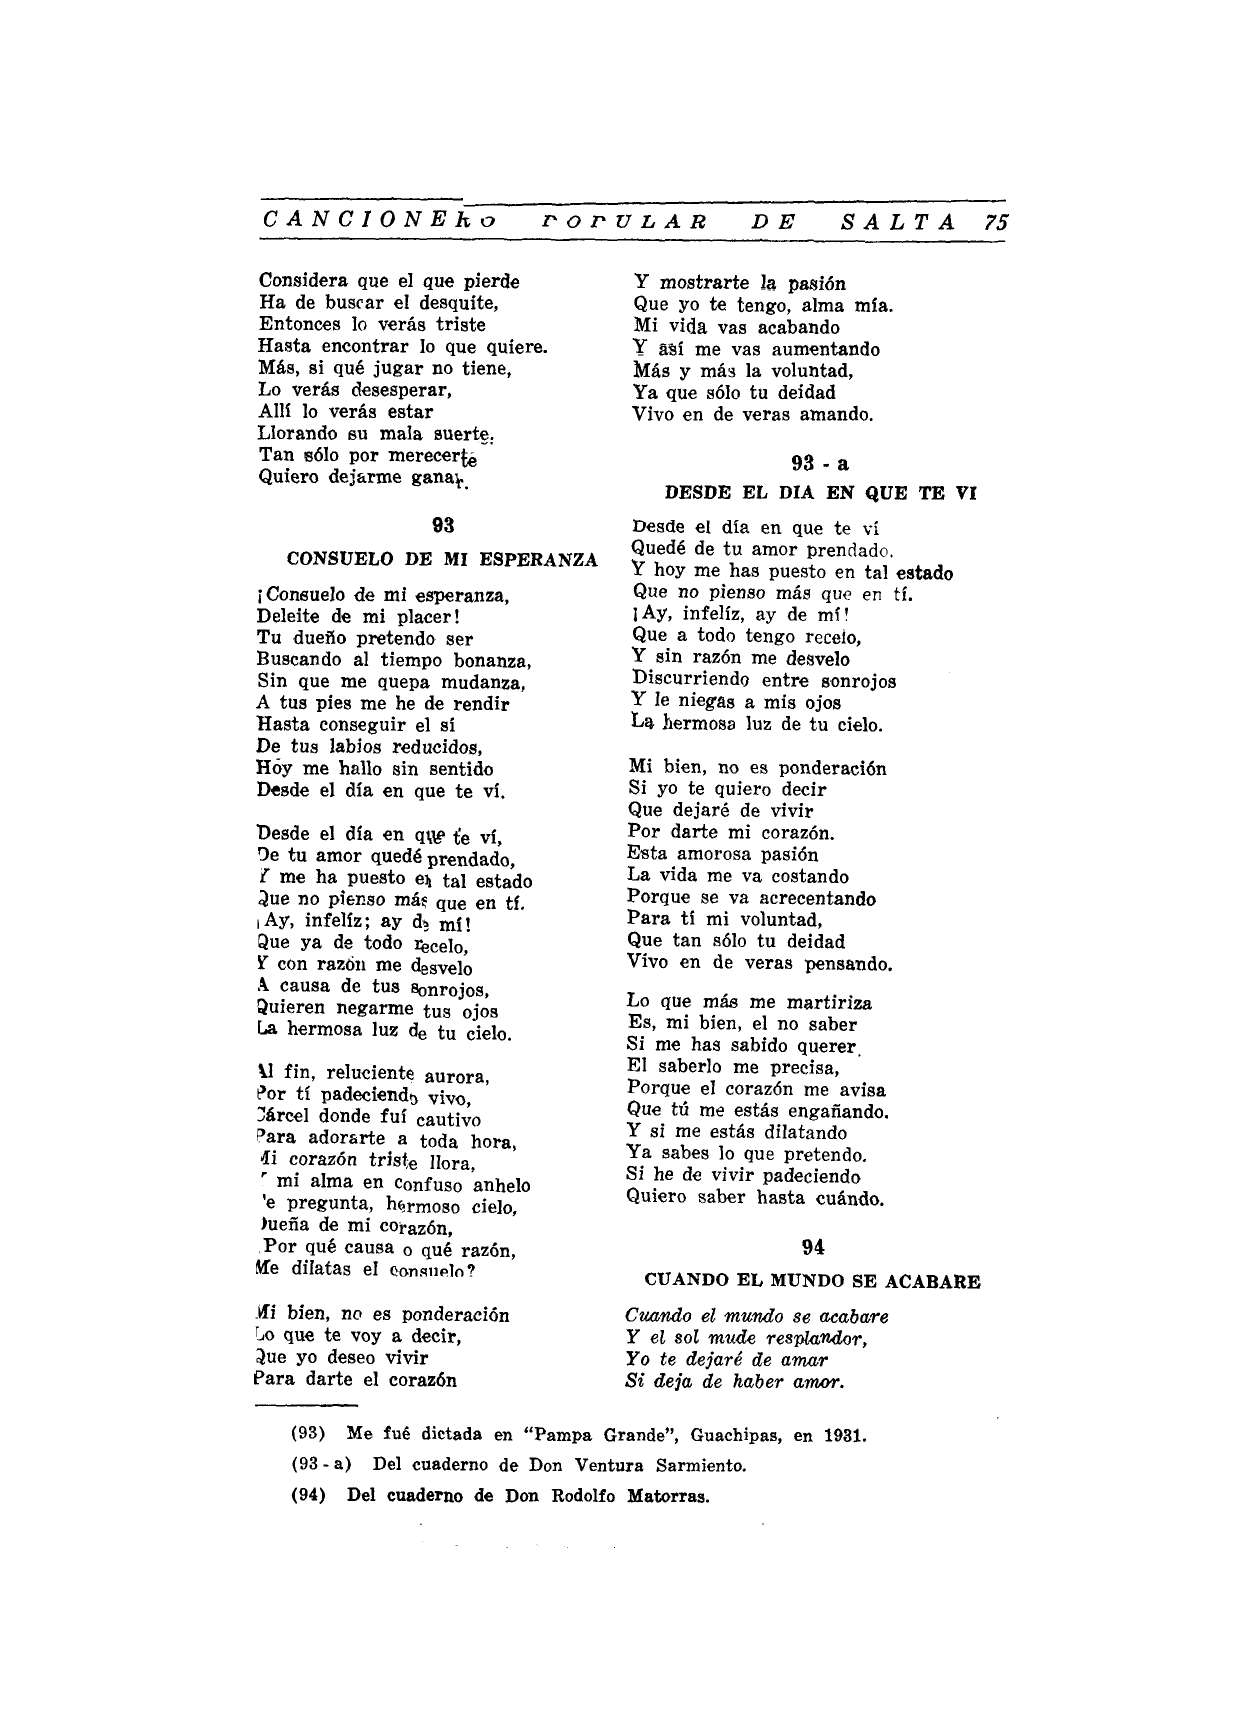 CANCIONERO POPULAR DE SALTA 75
Considera que el que pierde
Ha de buscar el desquite,
Entonces lo verás triste
Hasta encontrar lo que quiere.
Más, si qué jugar no tiene,
Lo verás desesperar,
Allí lo verás estar
Llorando su mala suerte.
Tan sólo por merecerte
Quiero dejarme ganar.
93
CONSUELO DE MI ESPERANZA
¡Consuelo de mi esperanza,
Deleite de mi placer!
Tu dueño pretendo ser
Buscando al tiempo bonanza,
Sin que me quepa mudanza,
A tus pies me he de rendir
Hasta conseguir el sí
De tus labios reducidos,
Hoy me hallo sin sentido
Desde el día en que te ví.
Desde el día en que te ví,
De tu amor quedé prendado,
Y me ha puesto en tal estado
Que no pienso más que en tí.
¡Ay, infelíz; ay de mí!
Que ya de todo recelo,
Y con razón me desvelo
A causa de tus sonrojos,
Quieren negarme tus ojos
La hermosa luz de tu cielo.
Al fin, reluciente aurora,
Por tí padeciendo vivo,
Cárcel donde fuí cautivo
Para adorarte a toda hora,
Mi corazón triste llora,
Y mi alma en confuso anhelo
Te pregunta, hermoso cielo,
Dueña de mi corazón,
Por qué causa o qué razón,
Me dilatas el consuelo?
Mi bien, no es ponderación
Lo que te voy a decir,
Que yo deseo vivir
Para darte el corazón
Y mostrarte la pasión
Que yo te tengo, alma mía.
Mi vida vas acabando
Y así me vas aumentando
Más y más la voluntad,
Ya que sólo tu deidad
Vivo en de veras amando.
93 - a
DESDE EL DIA EN QUE TE VI
Desde el día en que te ví
Quedé de tu amor prendado.
Y hoy me has puesto en tal estado
Que no pienso más que en tí.
¡Ay, infelíz, ay de mí!
Que a todo tengo recelo,
Y sin razón me desvelo
Discurriendo entre sonrojos
Y le niegas a mis ojos
La hermosa luz de tu cielo.
Mi bien, no es ponderación
Si yo te quiero decir
Que dejaré de vivir
Por darte mi corazón.
Esta amorosa pasión
La vida me va costando
Porque se va acrecentando
Para tí mi voluntad,
Que tan sólo tu deidad
Vivo en de veras pensando.
Lo que más me martiriza
Es, mi bien, el no saber
Si me has sabido querer.
El saberlo me precisa,
Porque el corazón me avisa
Que tú me estás engañando.
Y si me estás dilatando
Ya sabes lo que pretendo.
Si he de vivir padeciendo
Quiero saber hasta cuándo.
94
CUANDO EL MUNDO SE ACABARE
Cuando el mundo se acabare
Y el sol mude resplandor,
Yo te dejaré de amar
Si deja de haber amor.
(93) Me fué dictada en “Pampa Grande”, Guachipas, en 1931.
(93 - a) Del cuaderno de Don Ventura Sarmiento.
(94) Del cuaderno de Don Rodolfo Matorras.